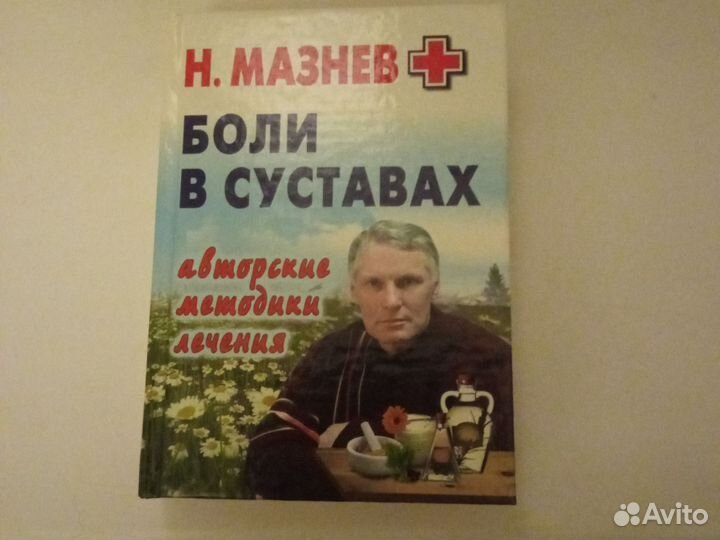 Н. МАЗНЕВ
БОЛИ
В СУСТАВАХ
авторские
методики
лечения
Avito